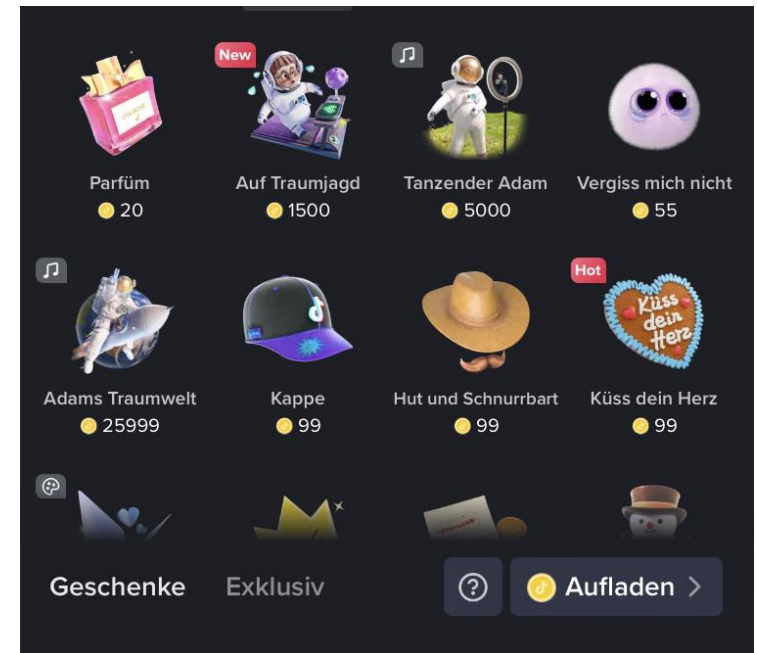 New
Parfüm
Auf Traumjagd
Tanzender Adam
Vergiss mich nicht
20
1500
5000
55
Hot
Küss
dein
Herz
Adams Traumwelt
Kappe
Hut und Schnurrbart
Küss dein Herz
25999
99
99
99
Geschenke
Exklusiv
Aufladen